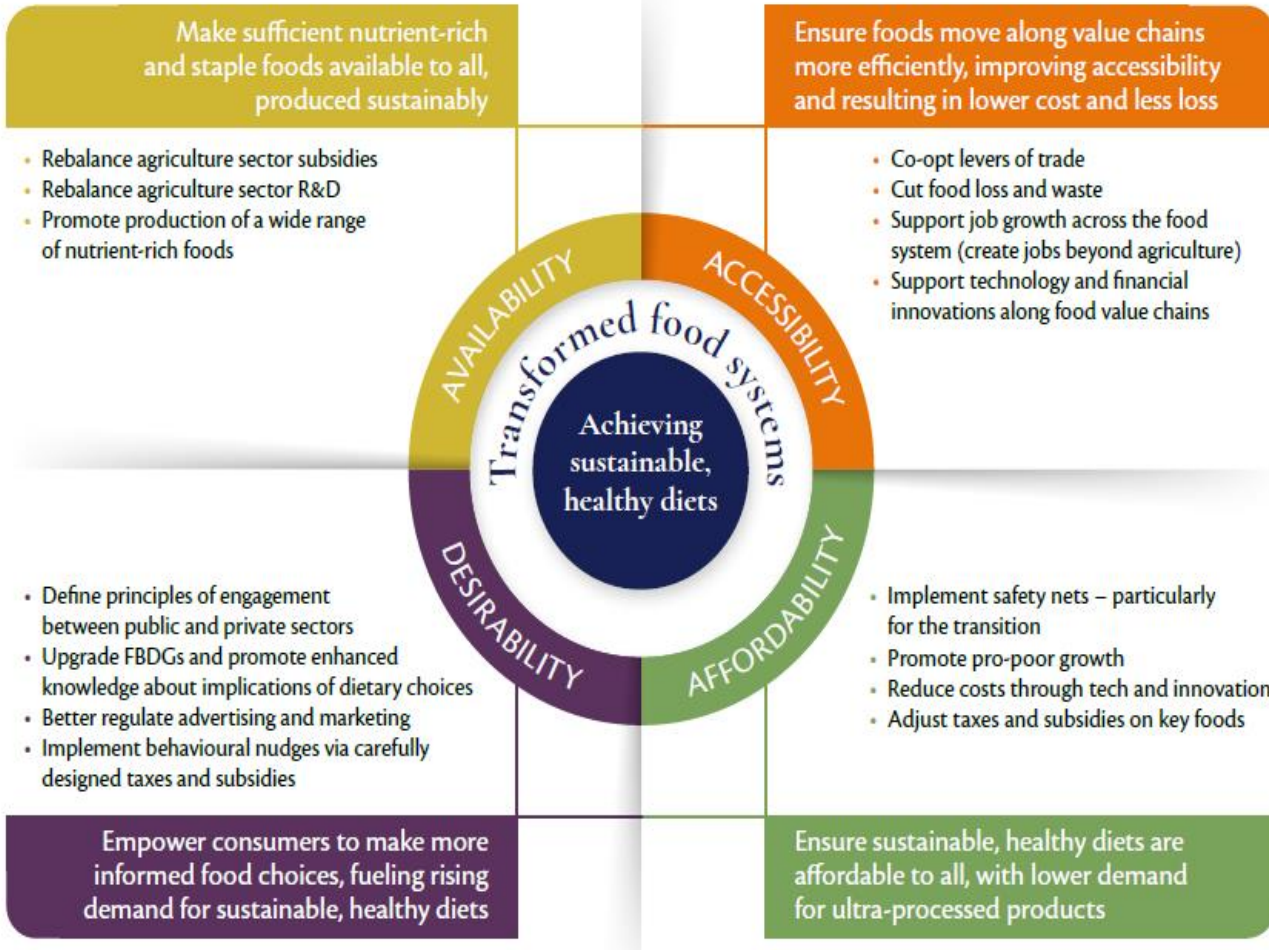 Make sufficient nutrient-rich
and staple foods available to all,
produced sustainably
• Rebalance agriculture sector subsidies
• Rebalance agriculture sector R&D
• Promote production of a wide range
of nutrient-rich foods
Ensure foods move along value chains
more efficiently, improving accessibility
and resulting in lower cost and less loss
• Co-opt levers of trade
• Cut food loss and waste
• Support job growth across the food
system (create jobs beyond agriculture)
• Support technology and financial
innovations along food value chains
AVAILABILITY
ACCESSIBILITY
Transformed food systems
Achieving
sustainable,
healthy diets
DESIRABILITY
AFFORDABILITY
• Define principles of engagement
between public and private sectors
• Upgrade FBDGs and promote enhanced
knowledge about implications of dietary choices
• Better regulate advertising and marketing
• Implement behavioural nudges via carefully
designed taxes and subsidies
Empower consumers to make more
informed food choices, fueling rising
demand for sustainable, healthy diets
• Implement safety nets – particularly
for the transition
• Promote pro-poor growth
• Reduce costs through tech and innovation
• Adjust taxes and subsidies on key foods
Ensure sustainable, healthy diets are
affordable to all, with lower demand
for ultra-processed products